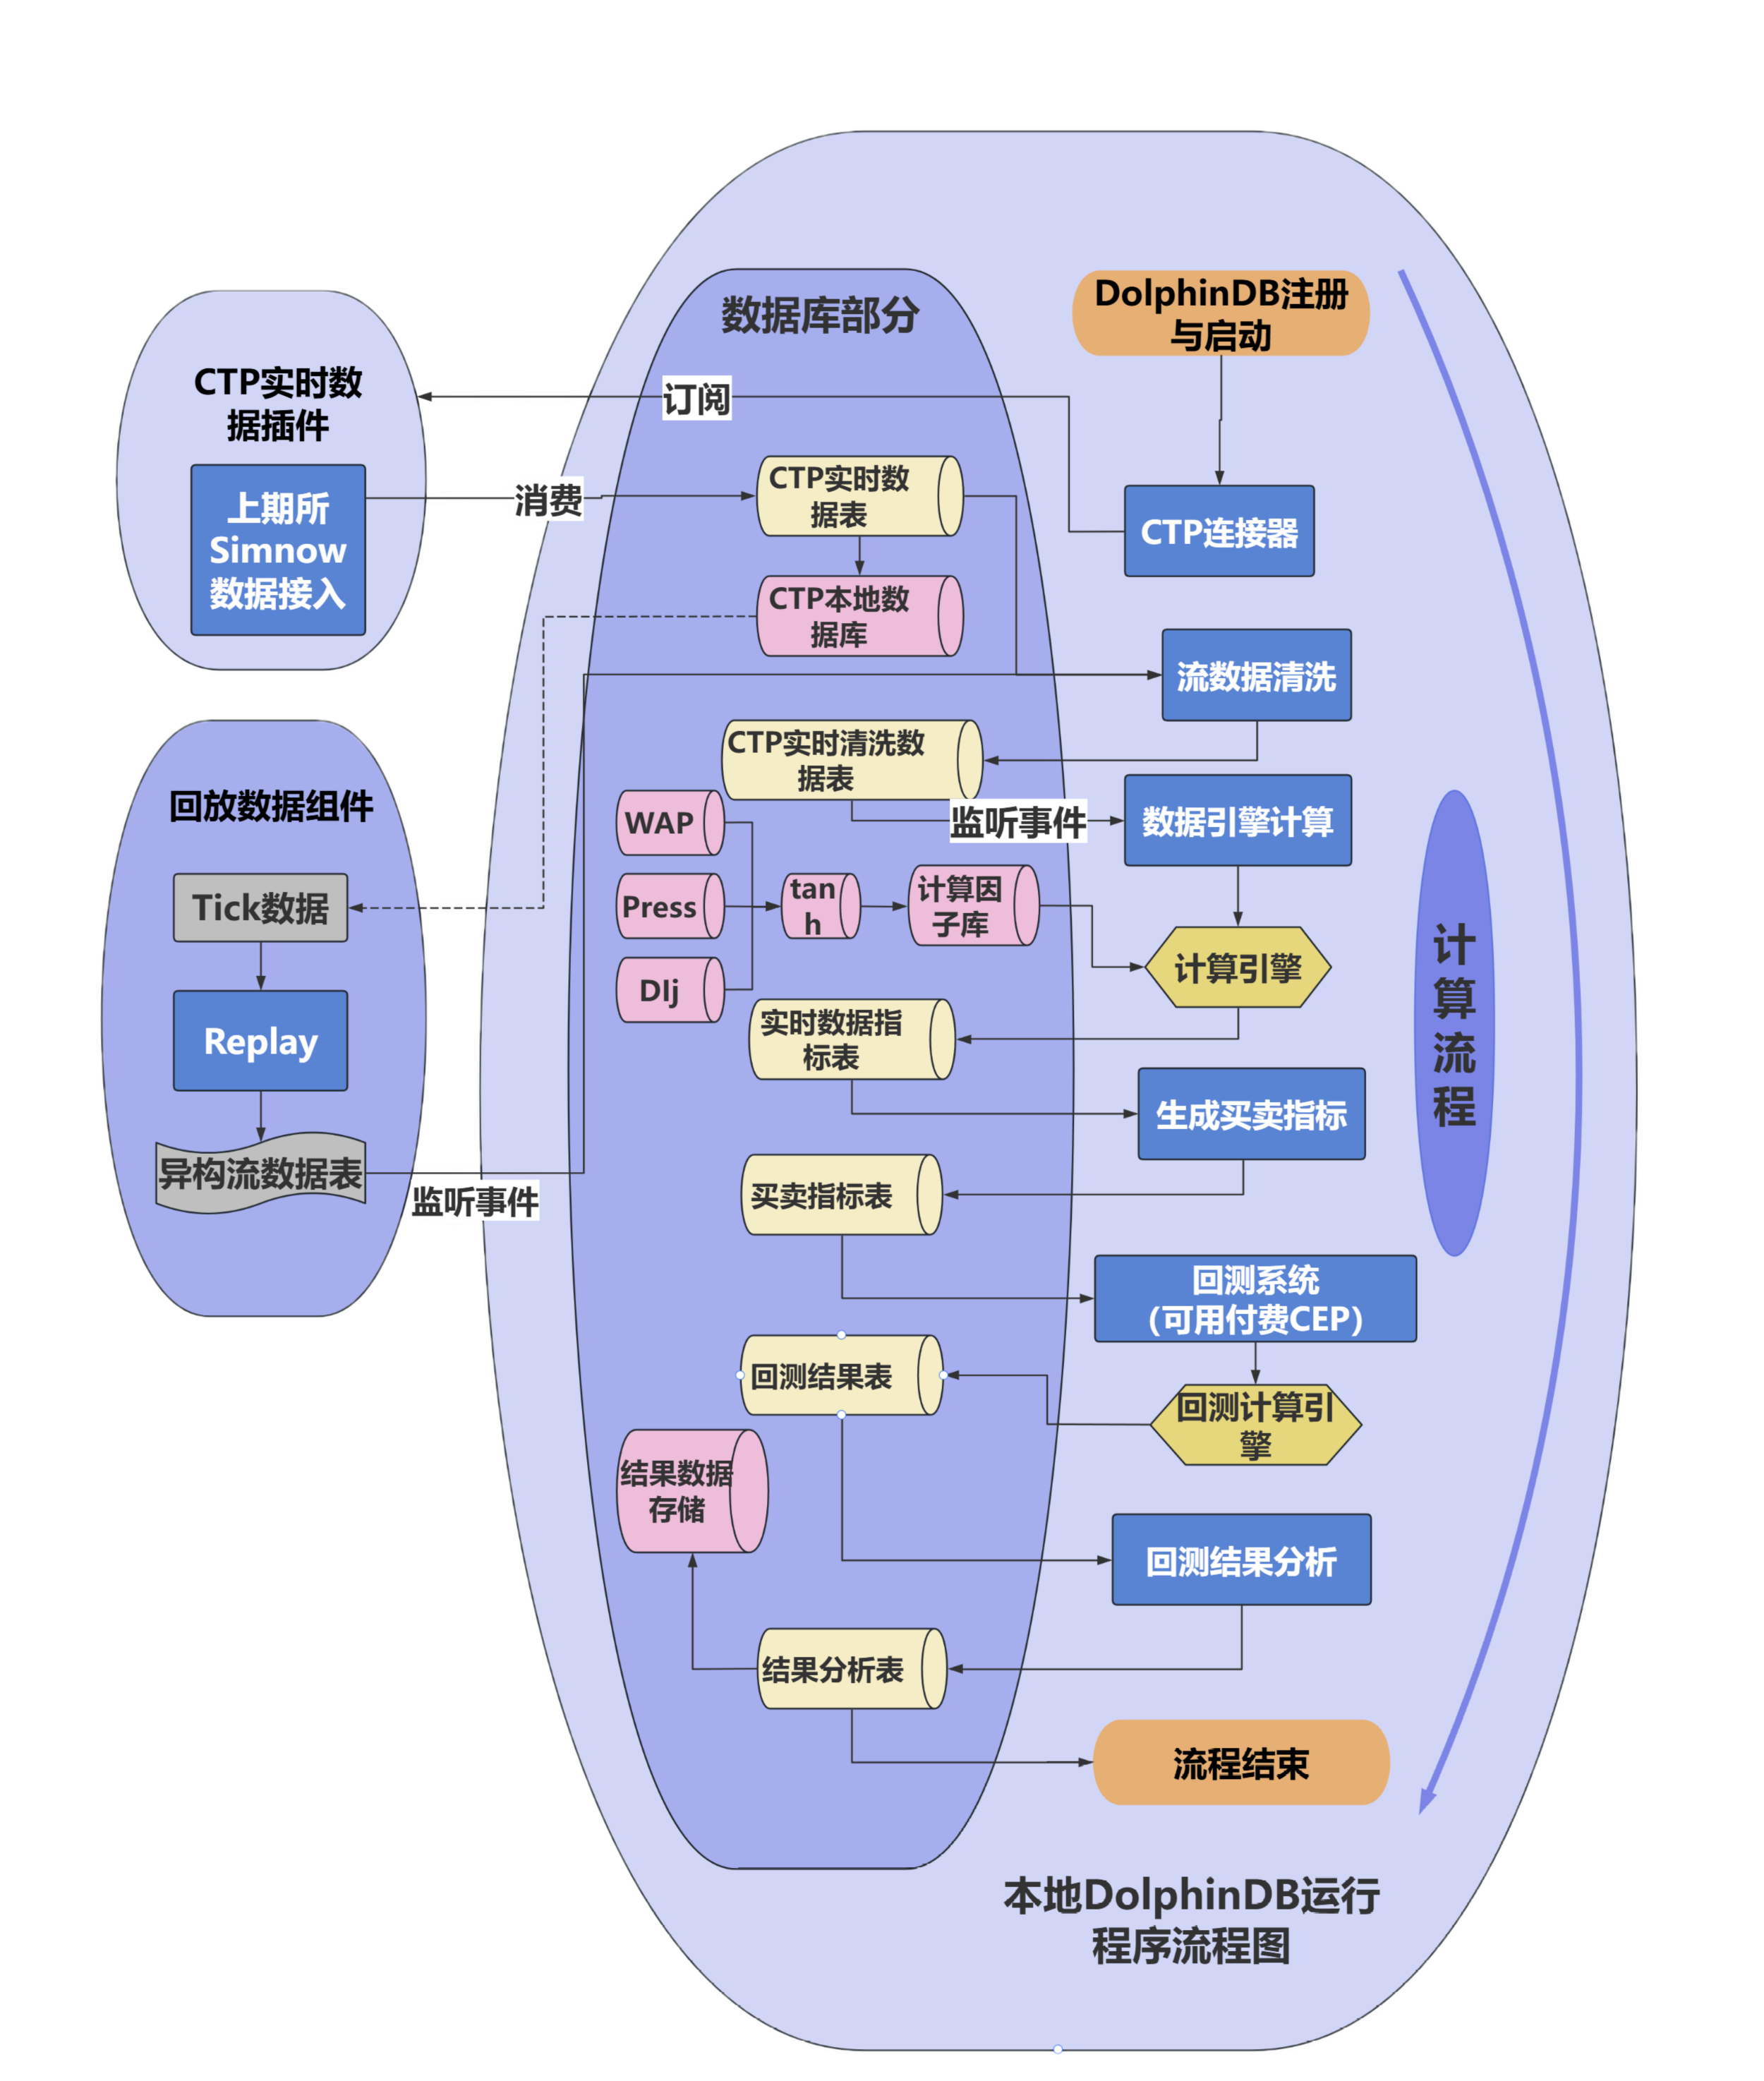 数据库部分
DolphinDB注册
与启动
CTP实时数
据插件
订阅
上期所
Simnow
数据接入
消费
CTP实时数
据表
CTP连接器
CTP本地数
据库
流数据清洗
CTP实时清洗数
据表
回放数据组件
WAP
监听事件
数据引擎计算
Tick数据
Press
tan
h
计算因
子库
计算引擎
计
算
流
程
DIj
Replay
实时数据指
标表
生成买卖指标
异构流数据表
监听事件
买卖指标表
回测系统
（可用付费CEP）
回测结果表
回测计算引
擎
结果数据
存储
回测结果分析
结果分析表
流程结束
本地DolphinDB运行
程序流程图